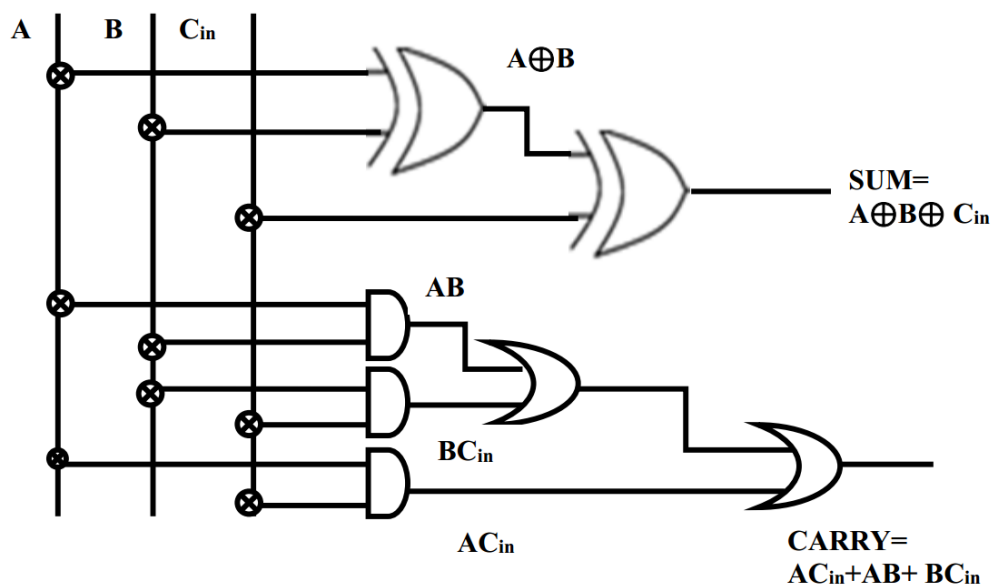 A B Cin
A⊕B
SUM=
A⊕B⊕ Cin
AB
BCin
ACin
CARRY=
ACin+AB+ BCin